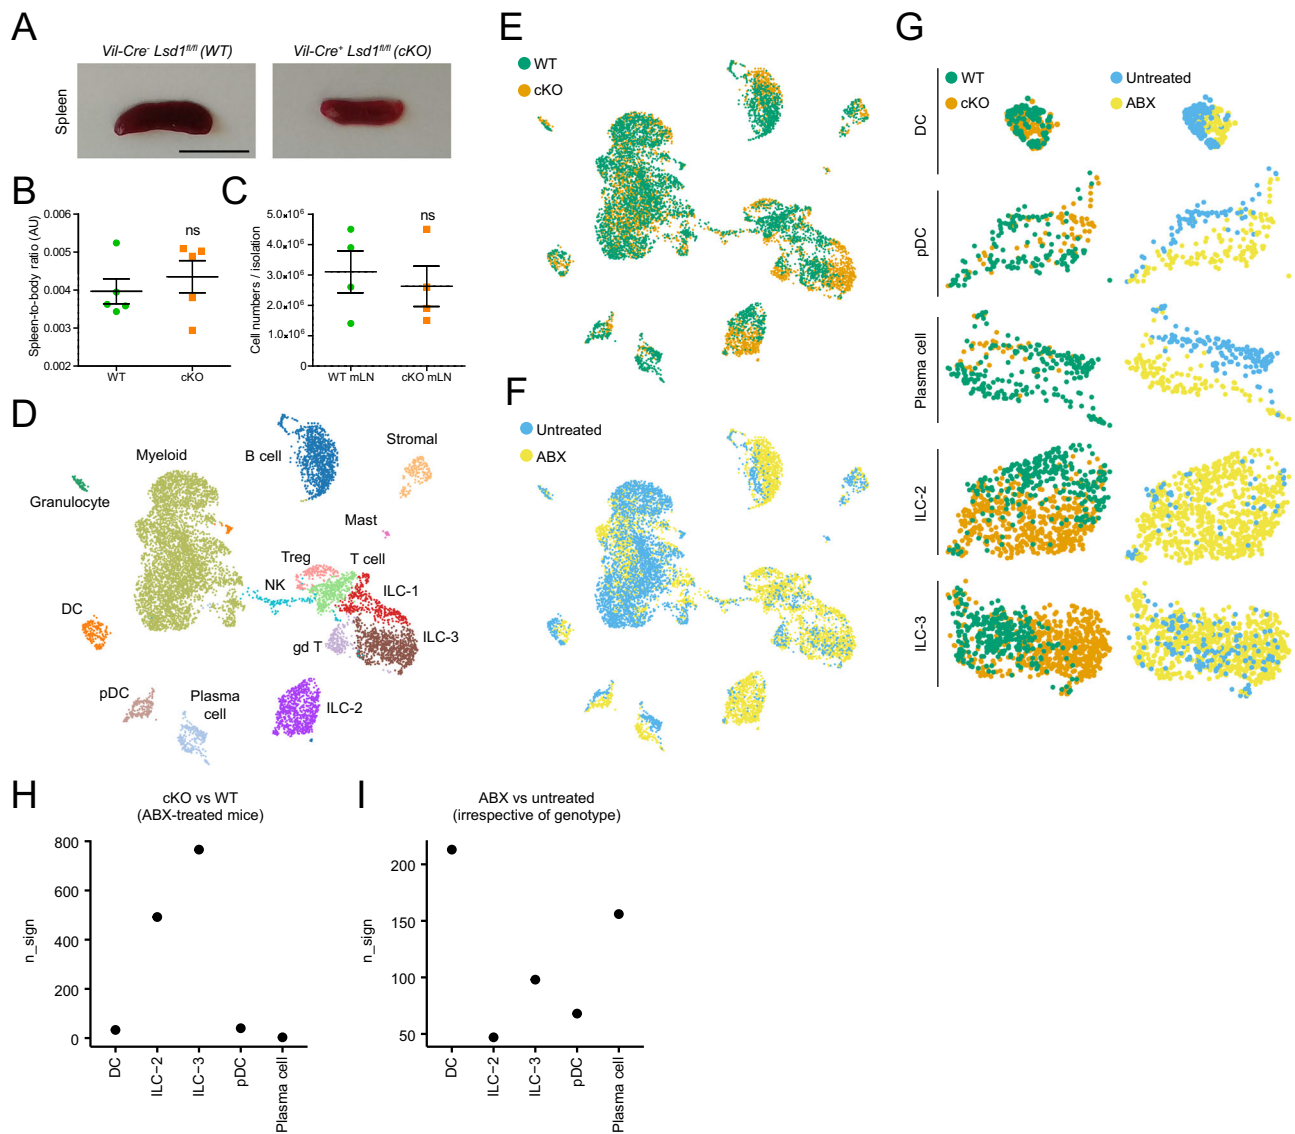 A
Vil-Cre- Lsd1fl/fl (WT)
Vil-Cre+ Lsd1fl/fl (cKO)
Spleen
B
Spleen-to-body ratio (AU)
0.006
0.005
0.004
0.003
0.002
ns
WT
cKO
C
Cell numbers / isolation
5.0×10⁶
4.0×10⁶
3.0×10⁶
2.0×10⁶
1.0×10⁶
0
ns
WT mLN
cKO mLN
D
Myeloid
B cell
Stromal
Granulocyte
Mast
Treg
T cell
NK
ILC-1
DC
ILC-3
gd T
pDC
Plasma
cell
ILC-2
E
WT
cKO
F
Untreated
ABX
G
WT
cKO
Untreated
ABX
DC
pDC
Plasma cell
ILC-2
ILC-3
H
cKO vs WT
(ABX-treated mice)
n_sign
800
600
400
200
0
DC
ILC-2
ILC-3
pDC
Plasma cell
I
ABX vs untreated
(irrespective of genotype)
n_sign
200
150
100
50
DC
ILC-2
ILC-3
pDC
Plasma cell